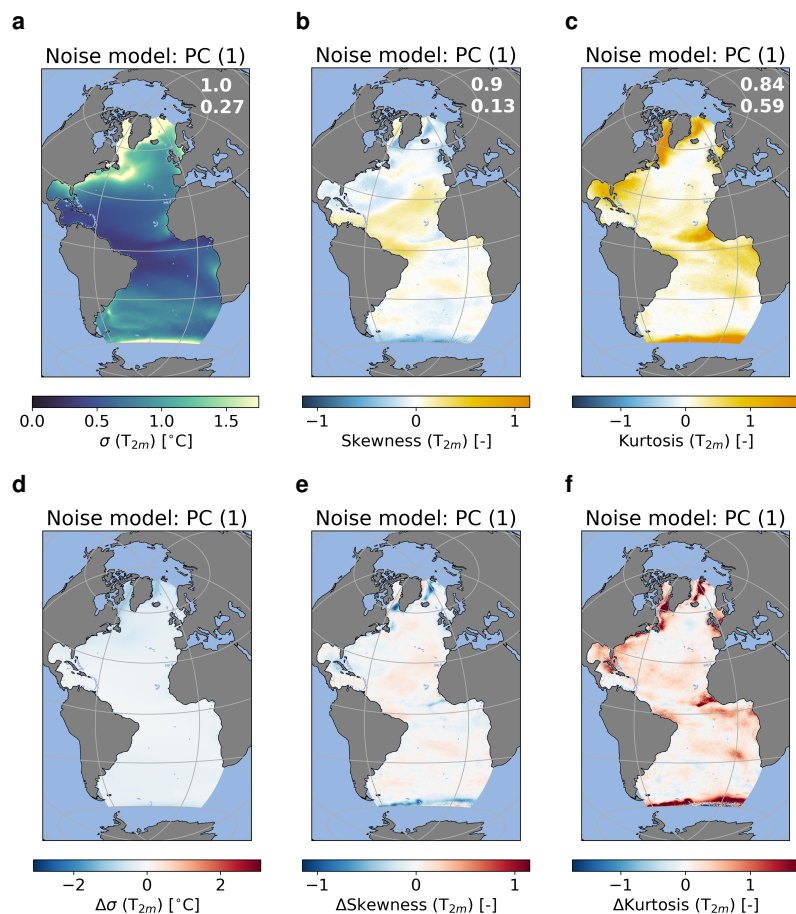 a
b
c
Noise model: PC (1)
Noise model: PC (1)
Noise model: PC (1)
1.0
0.27
0.9
0.13
0.84
0.59
0.0 0.5 1.0 1.5
−1 0 1
−1 0 1
σ (T2m) [°C]
Skewness (T2m) [-]
Kurtosis (T2m) [-]
d
e
f
Noise model: PC (1)
Noise model: PC (1)
Noise model: PC (1)
−2 0 2
−1 0 1
−1 0 1
Δσ (T2m) [°C]
ΔSkewness (T2m) [-]
ΔKurtosis (T2m) [-]